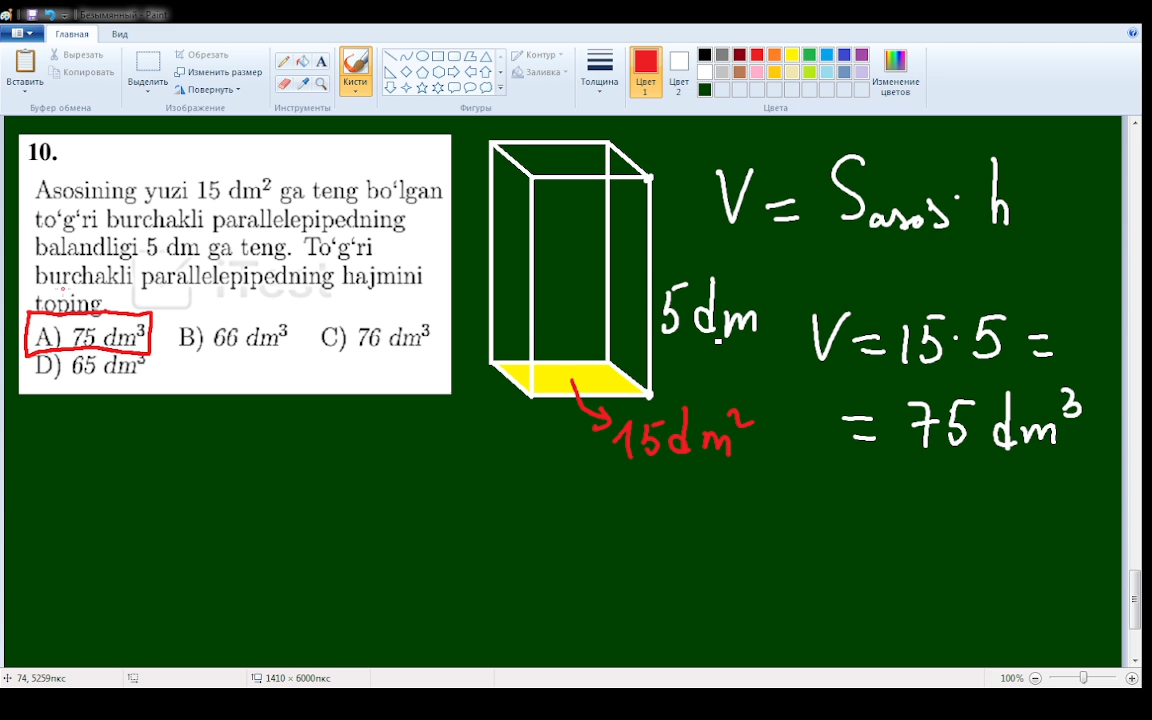 Безымянный - Paint
Главная Вид
Вставить
Вырезать
Копировать
Буфер обмена
Выделить
Обрезать
Изменить размер
Повернуть
Изображение
A
Инструменты
Кисти
Контур
Заливка
Фигуры
Толщина
Цвет 1
Цвет 2
Изменение цветов
Цвета
10.
Asosining yuzi 15 dm² ga teng bo‘lgan
to‘g‘ri burchakli parallelepipedning
balandligi 5 dm ga teng. To‘g‘ri
burchakli parallelepipedning hajmini
toping.
A) 75 dm³ B) 66 dm³ C) 76 dm³
D) 65 dm³
iTest
V = Sasos · h
5 dm
V = 15 · 5 =
= 75 dm³
15 dm²
74, 5259пкс
1410 × 6000пкс
100%